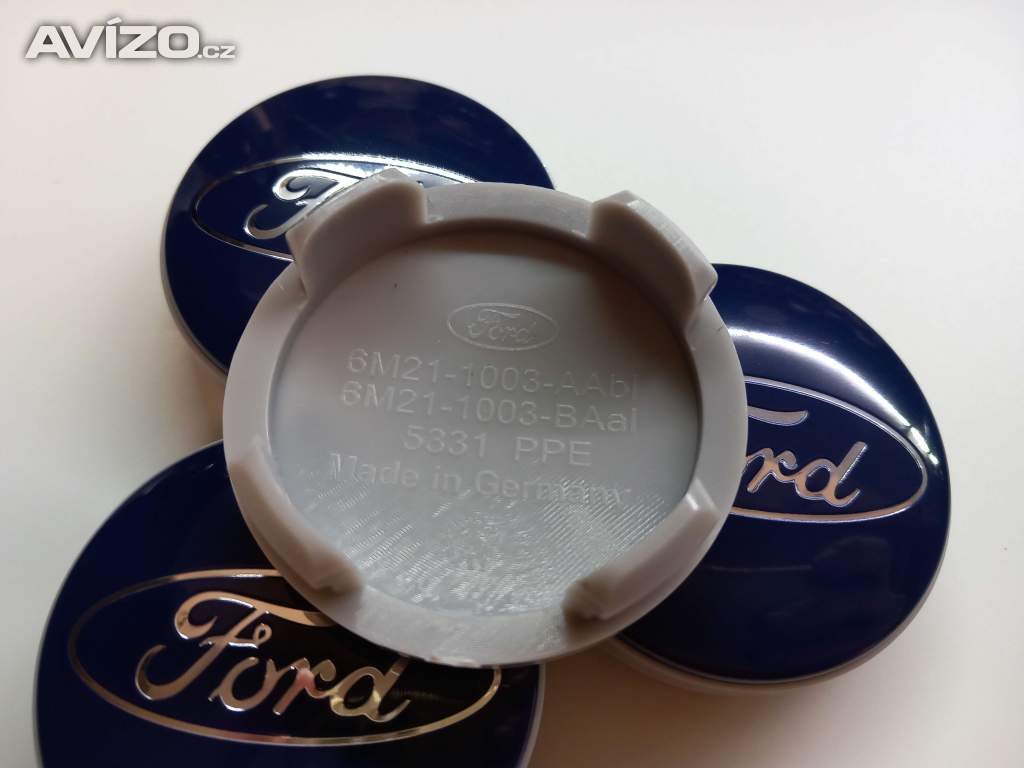 AVÍZO.cz
Ford
Ford
6M21-1003-AAbl
6M21-1003-BAal
5331 PPE
Made in Germany
Ford
Ford